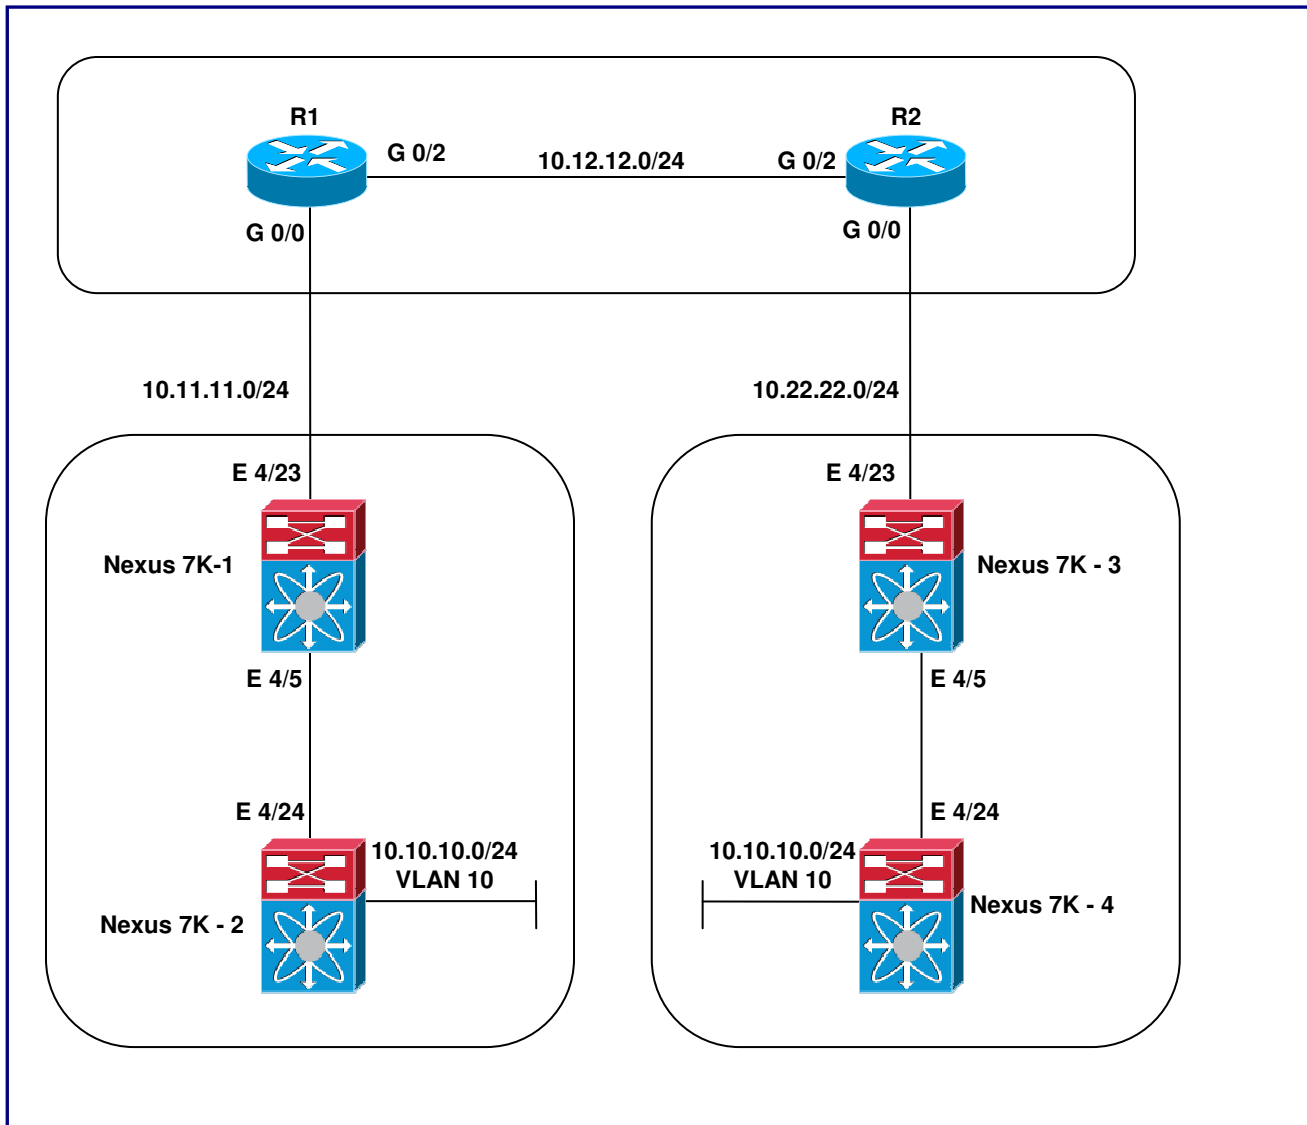 R1
R2
G 0/2
10.12.12.0/24
G 0/2
G 0/0
G 0/0
10.11.11.0/24
10.22.22.0/24
E 4/23
E 4/23
Nexus 7K-1
Nexus 7K - 3
E 4/5
E 4/5
E 4/24
E 4/24
10.10.10.0/24
VLAN 10
10.10.10.0/24
VLAN 10
Nexus 7K - 2
Nexus 7K - 4